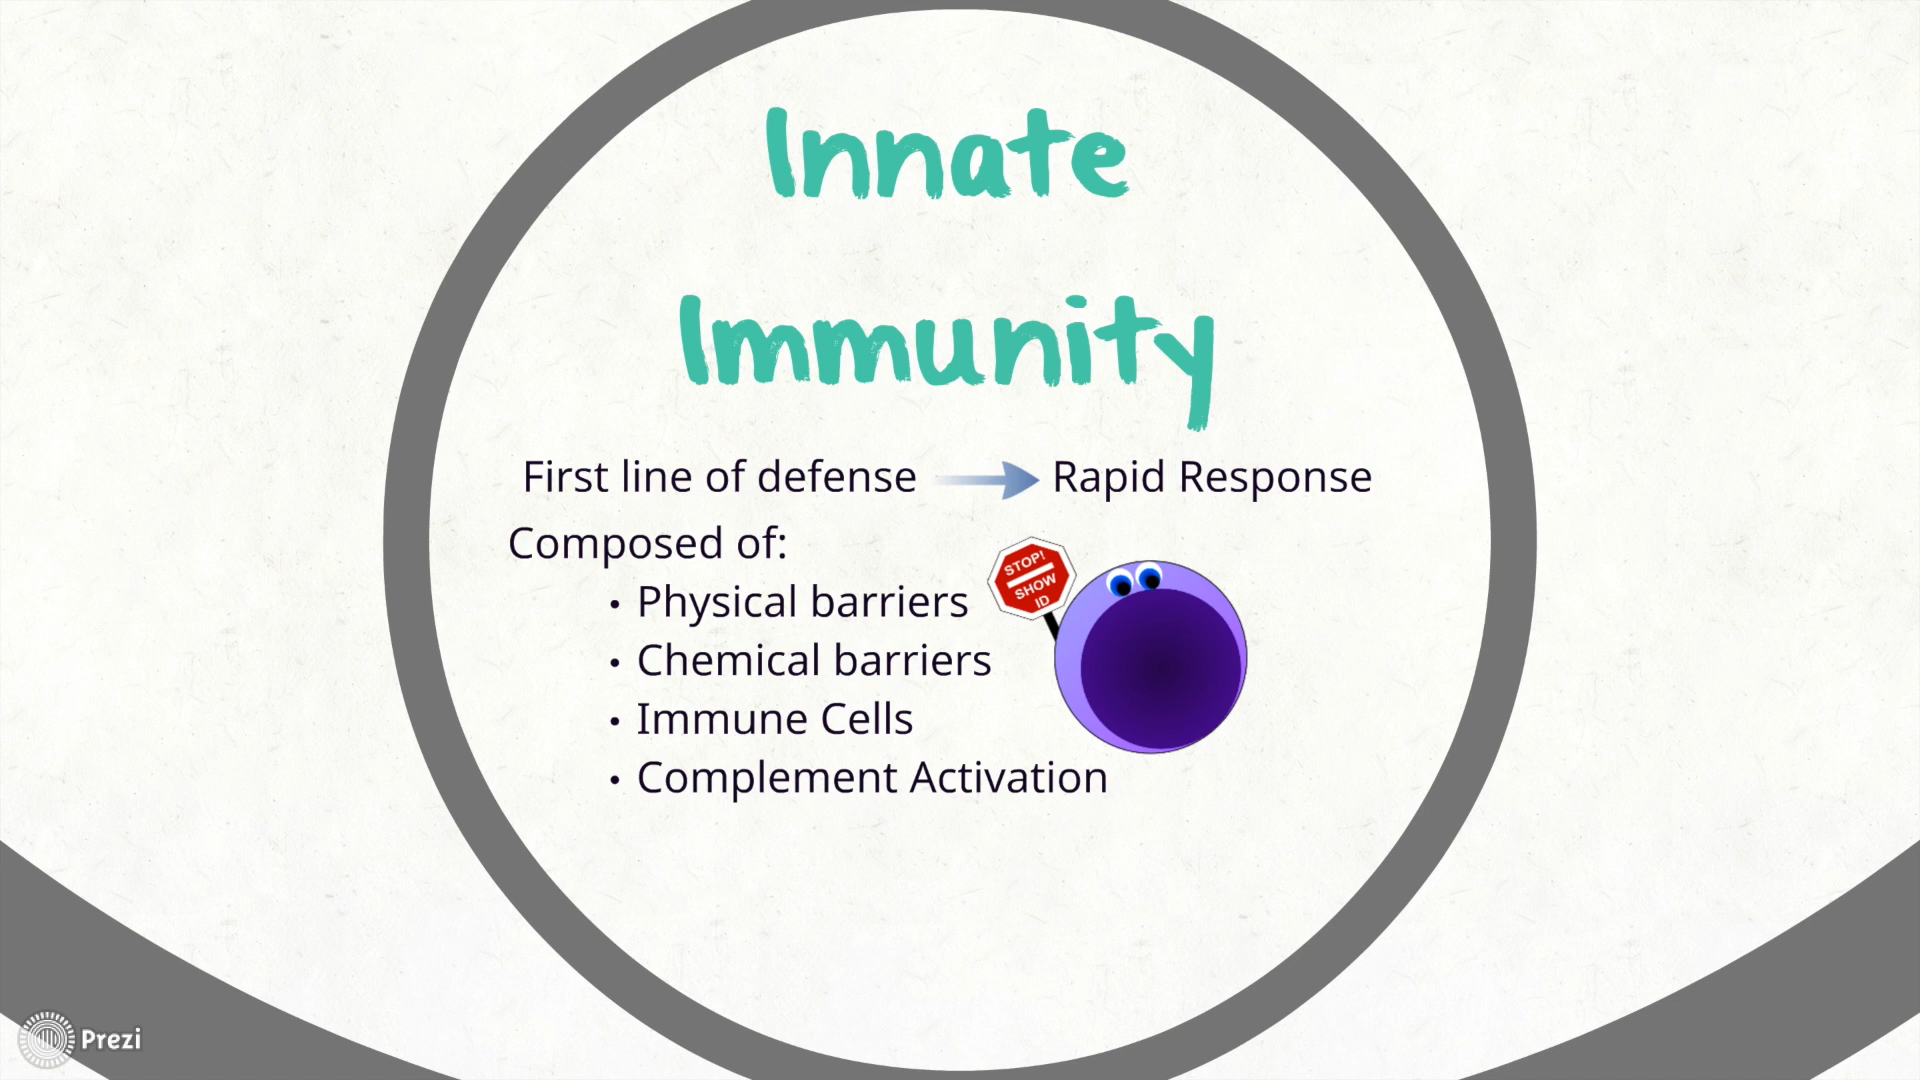 Innate
Immunity
First line of defense Rapid Response
Composed of:
• Physical barriers
• Chemical barriers
• Immune Cells
• Complement Activation
STOP!
SHOW
ID
Prezi